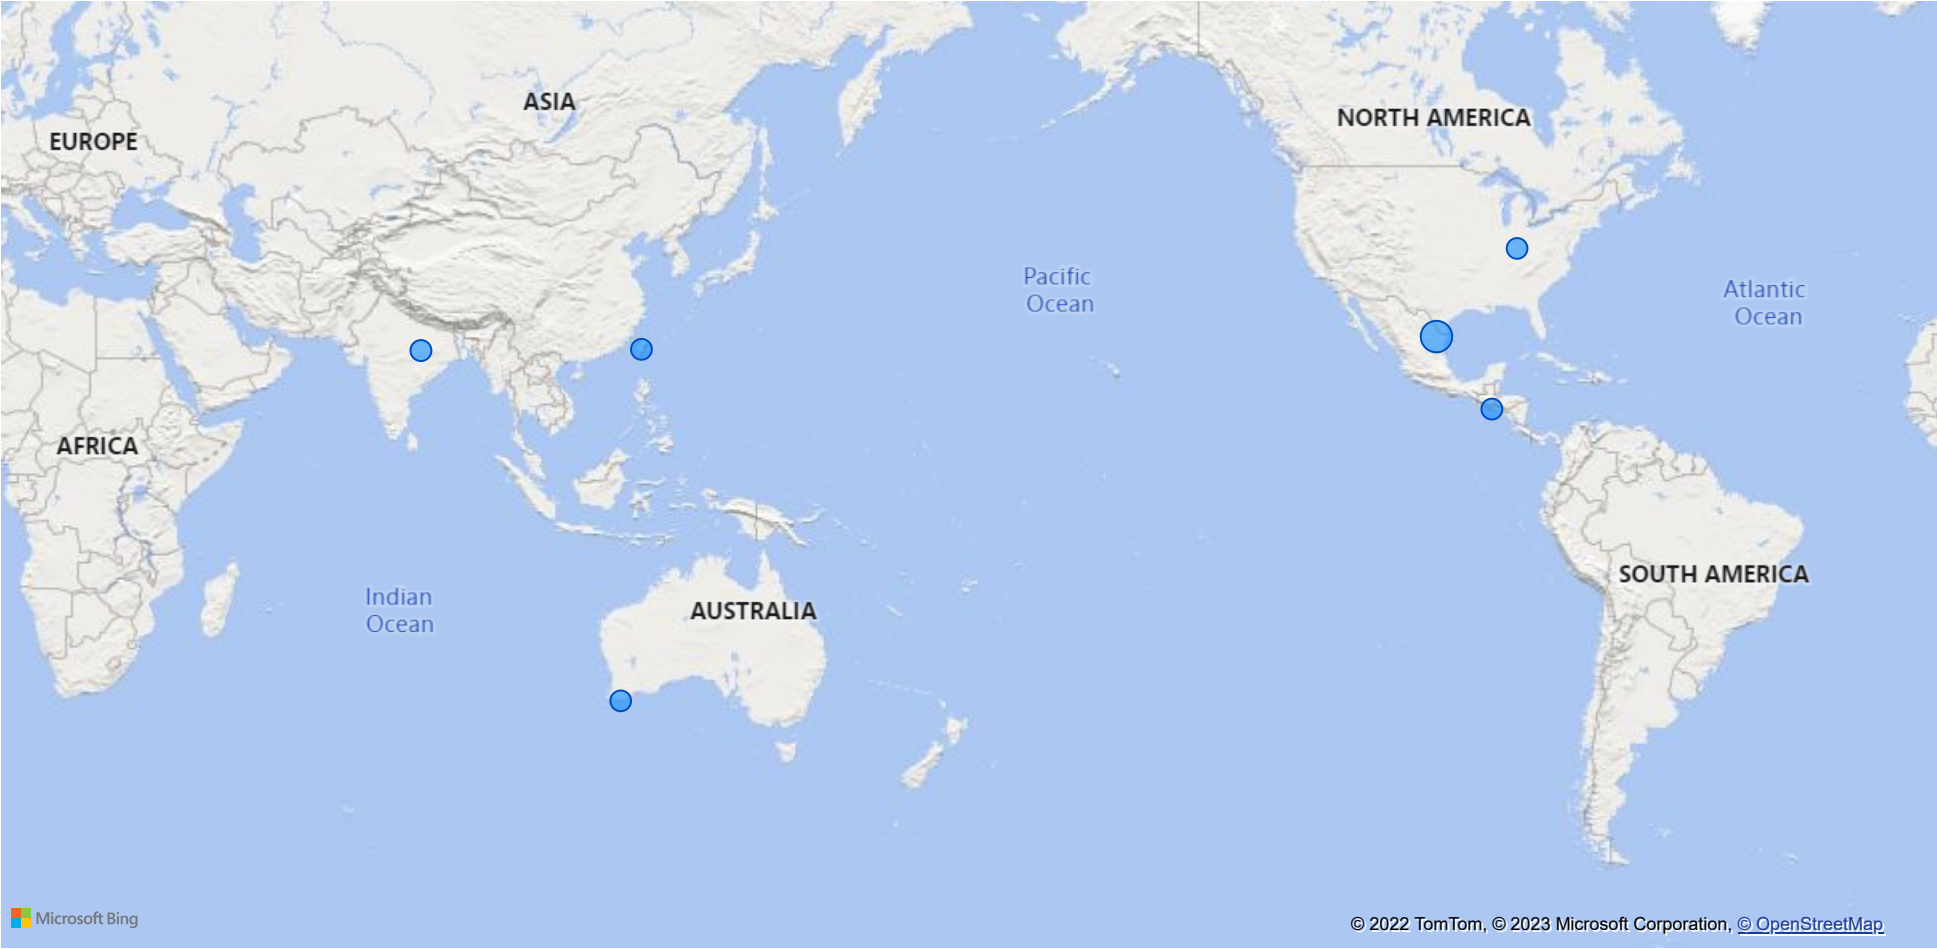 ASIA
NORTH AMERICA
EUROPE
Pacific
Ocean
Atlantic
Ocean
AFRICA
SOUTH AMERICA
Indian
Ocean
AUSTRALIA
Microsoft Bing
© 2022 TomTom, © 2023 Microsoft Corporation, © OpenStreetMap